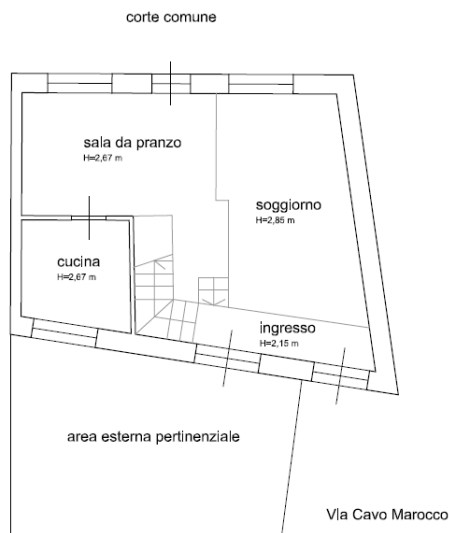 corte comune
sala da pranzo
H=2,67 m
soggiorno
H=2,85 m
cucina
H=2,67 m
ingresso
H=2,15 m
area esterna pertinenziale
VIa Cavo Marocco